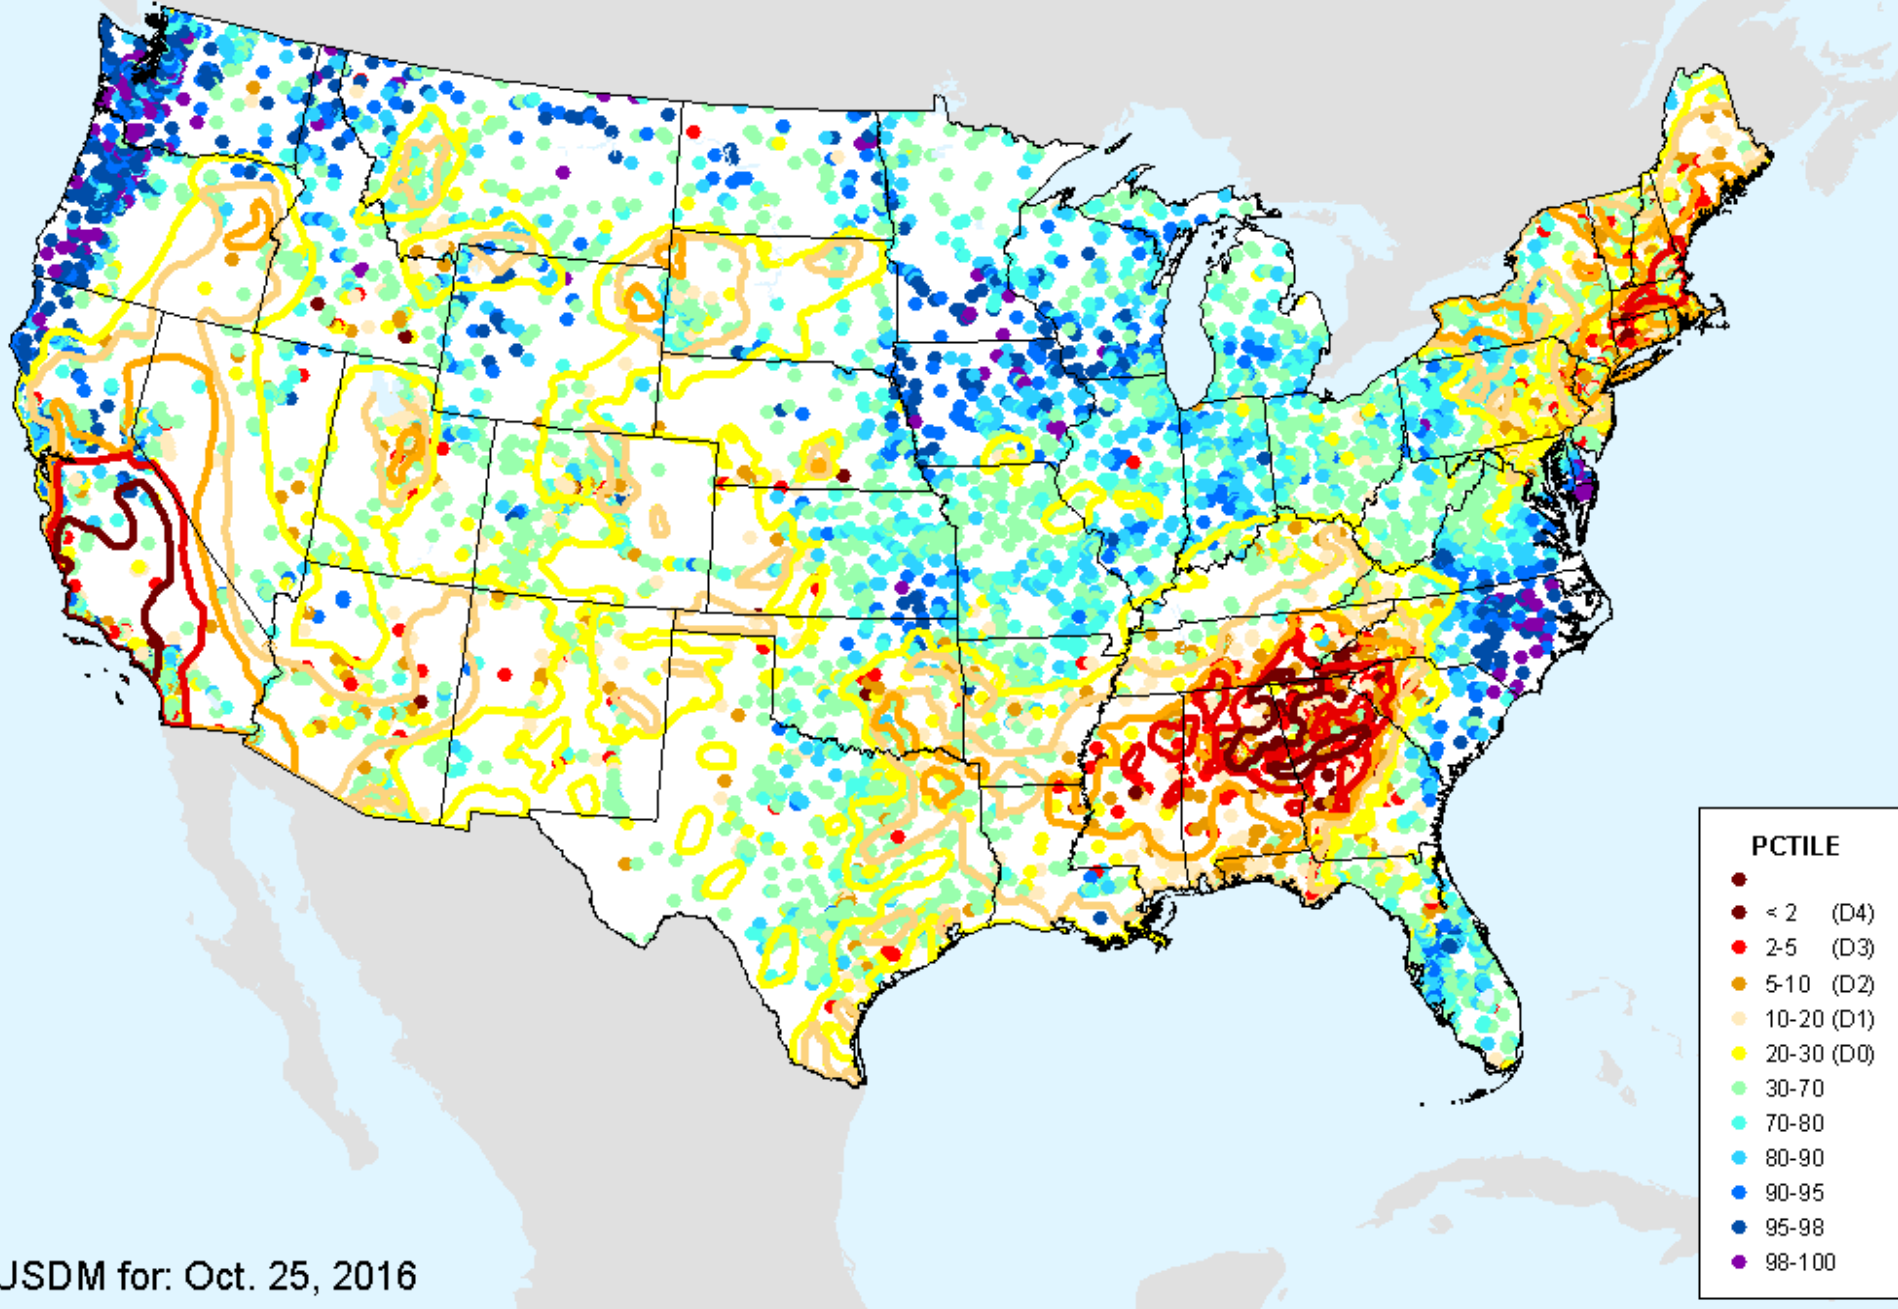 PCTILE
< 2 (D4)
2-5 (D3)
5-10 (D2)
10-20 (D1)
20-30 (D0)
30-70
70-80
80-90
90-95
95-98
98-100
USDM for: Oct. 25, 2016